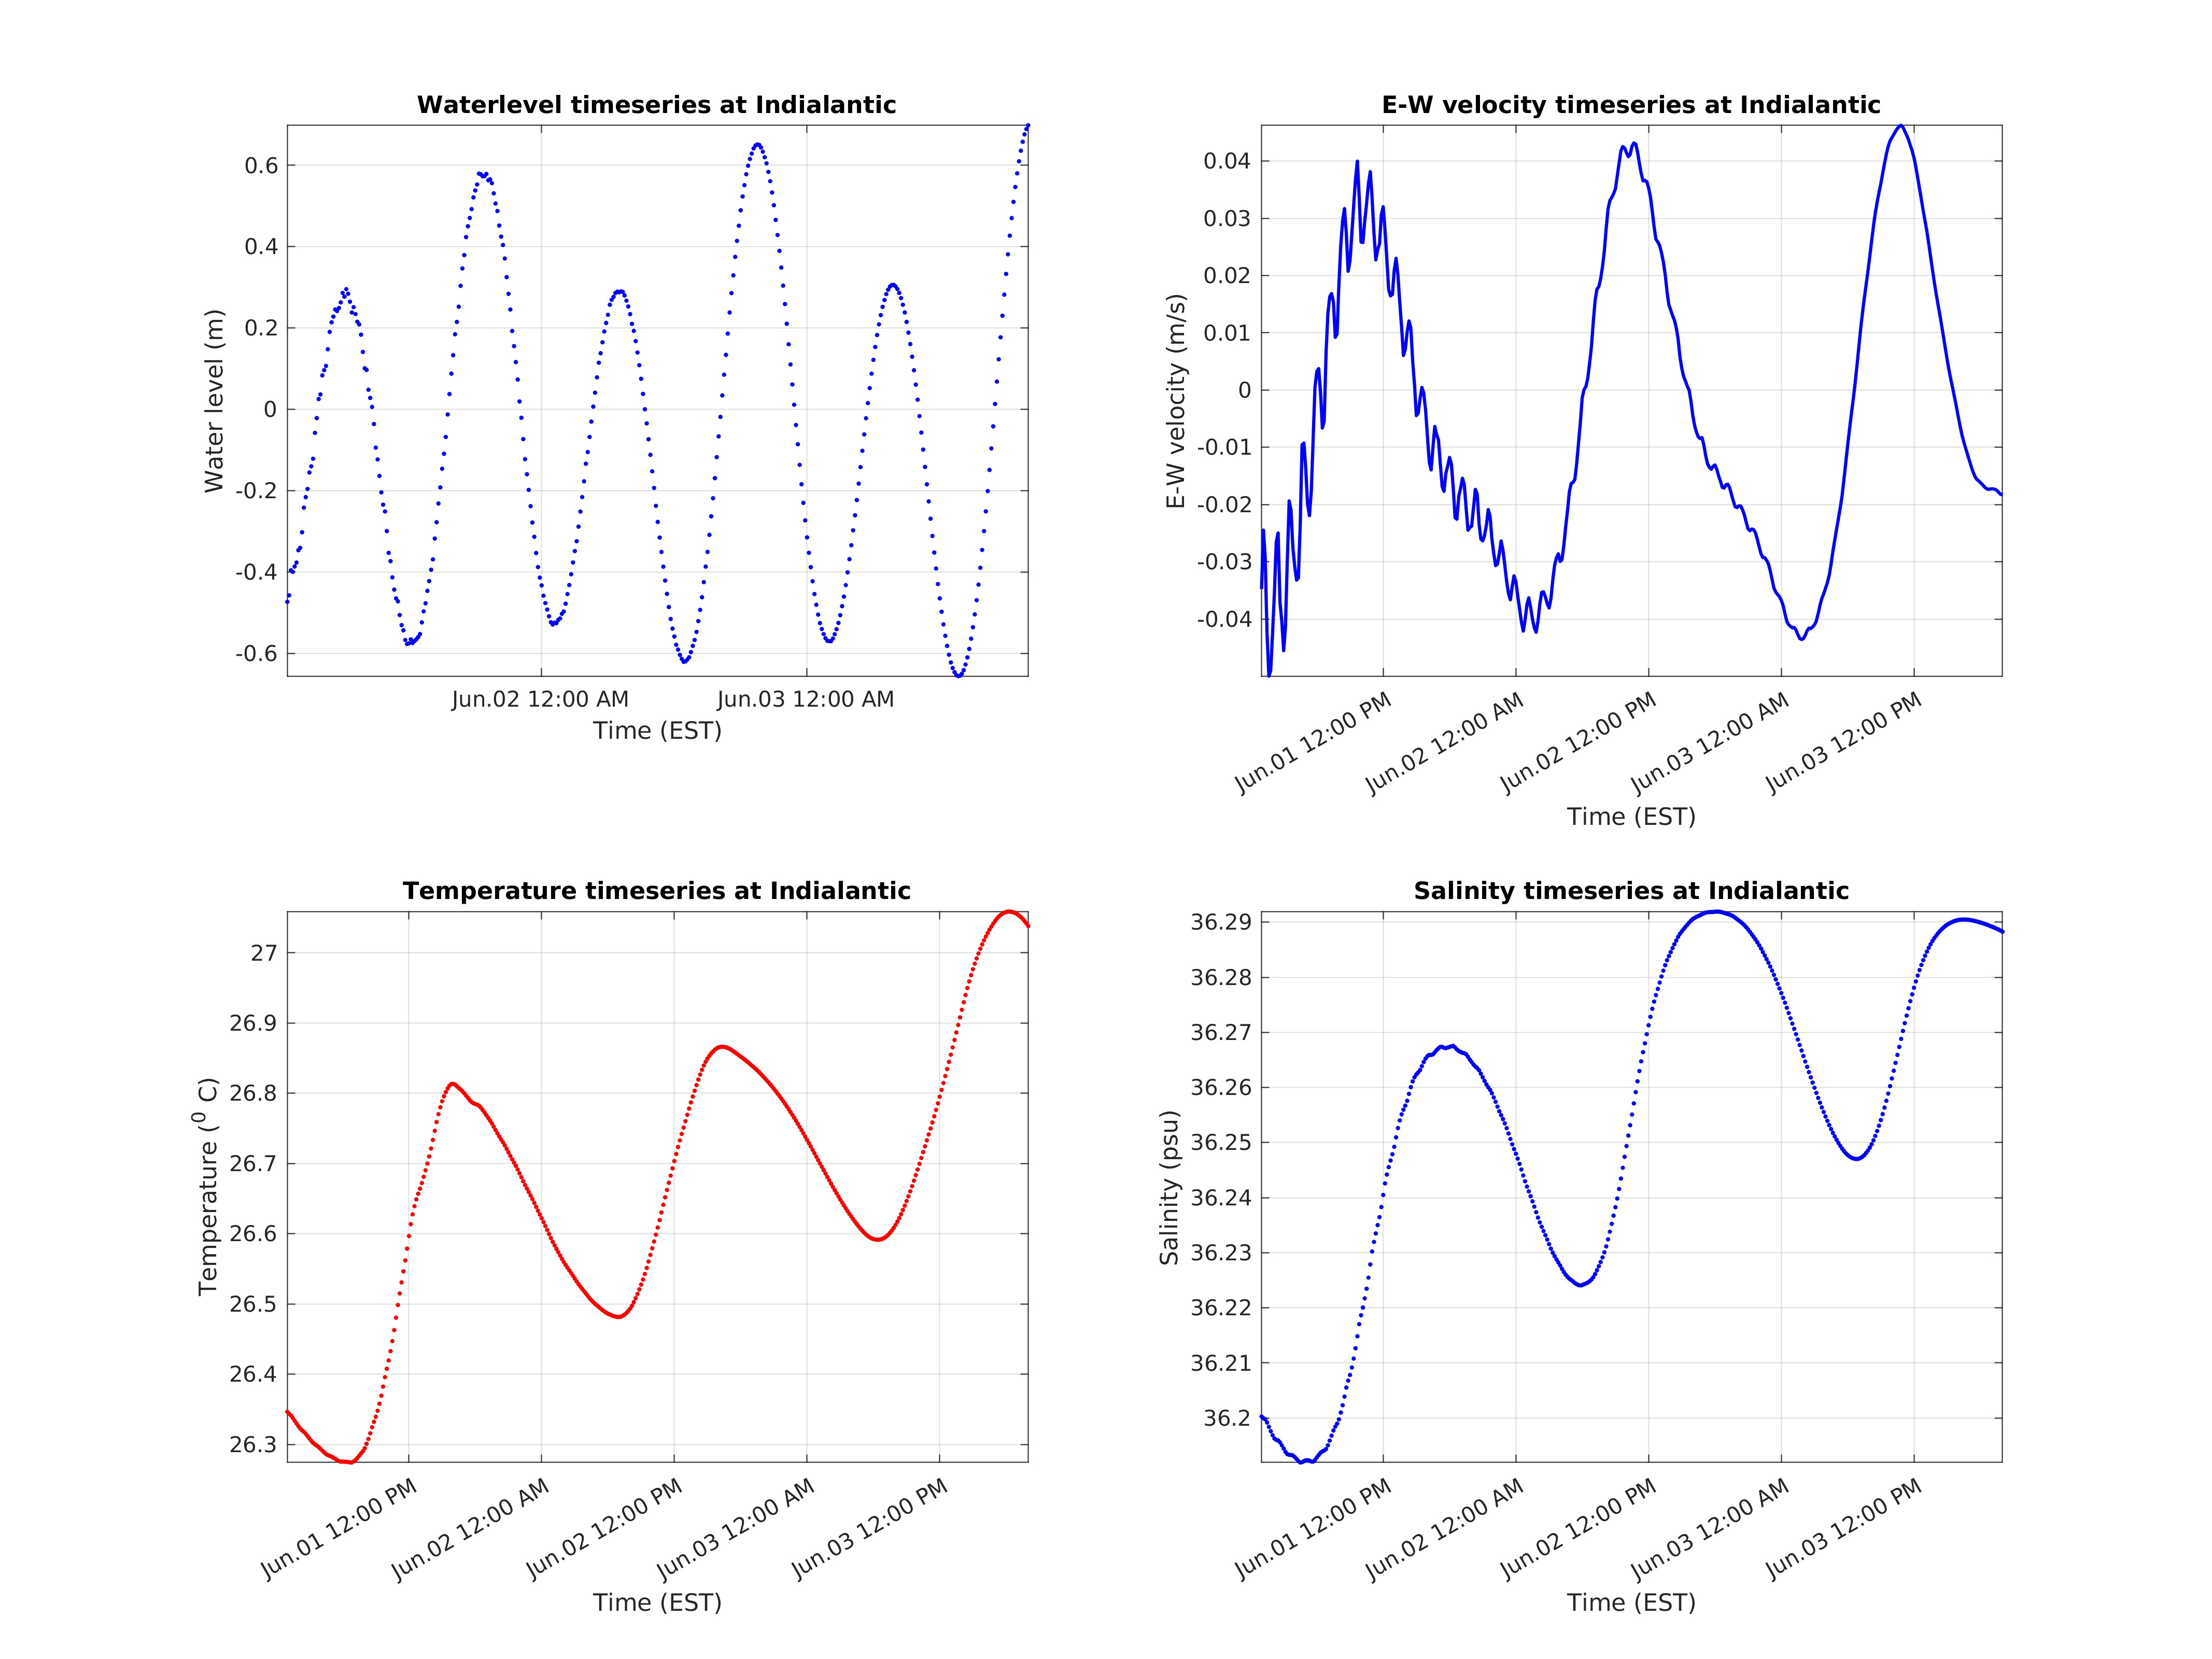 Waterlevel timeseries at Indialantic
0.6
0.4
0.2
0
-0.2
-0.4
-0.6
Water level (m)
Jun.02 12:00 AM
Jun.03 12:00 AM
Time (EST)
E-W velocity timeseries at Indialantic
0.04
0.03
0.02
0.01
0
-0.01
-0.02
-0.03
-0.04
E-W velocity (m/s)
Jun.01 12:00 PM
Jun.02 12:00 AM
Jun.02 12:00 PM
Jun.03 12:00 AM
Jun.03 12:00 PM
Time (EST)
Temperature timeseries at Indialantic
27
26.9
26.8
26.7
26.6
26.5
26.4
26.3
Temperature (⁰ C)
Jun.01 12:00 PM
Jun.02 12:00 AM
Jun.02 12:00 PM
Jun.03 12:00 AM
Jun.03 12:00 PM
Time (EST)
Salinity timeseries at Indialantic
36.29
36.28
36.27
36.26
36.25
36.24
36.23
36.22
36.21
36.2
Salinity (psu)
Jun.01 12:00 PM
Jun.02 12:00 AM
Jun.02 12:00 PM
Jun.03 12:00 AM
Jun.03 12:00 PM
Time (EST)